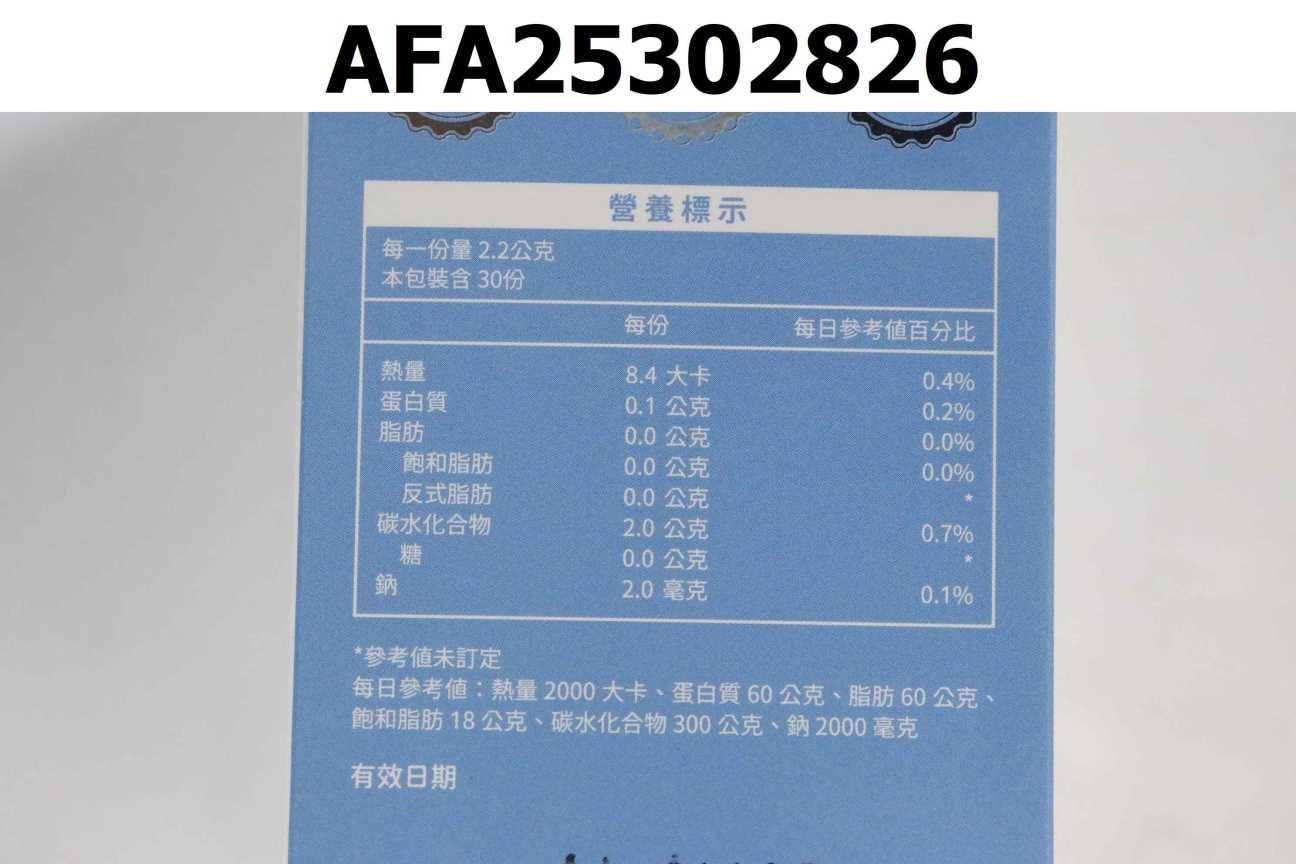 AFA25302826
營養標示
每一份量 2.2公克
本包裝含 30份
每份 每日參考值百分比
熱量 8.4 大卡 0.4%
蛋白質 0.1 公克 0.2%
脂肪 0.0 公克 0.0%
飽和脂肪 0.0 公克 0.0%
反式脂肪 0.0 公克 *
碳水化合物 2.0 公克 0.7%
糖 0.0 公克 *
鈉 2.0 毫克 0.1%
*參考值未訂定
每日參考值：熱量 2000 大卡、蛋白質 60 公克、脂肪 60 公克、
飽和脂肪 18 公克、碳水化合物 300 公克、鈉 2000 毫克
有效日期